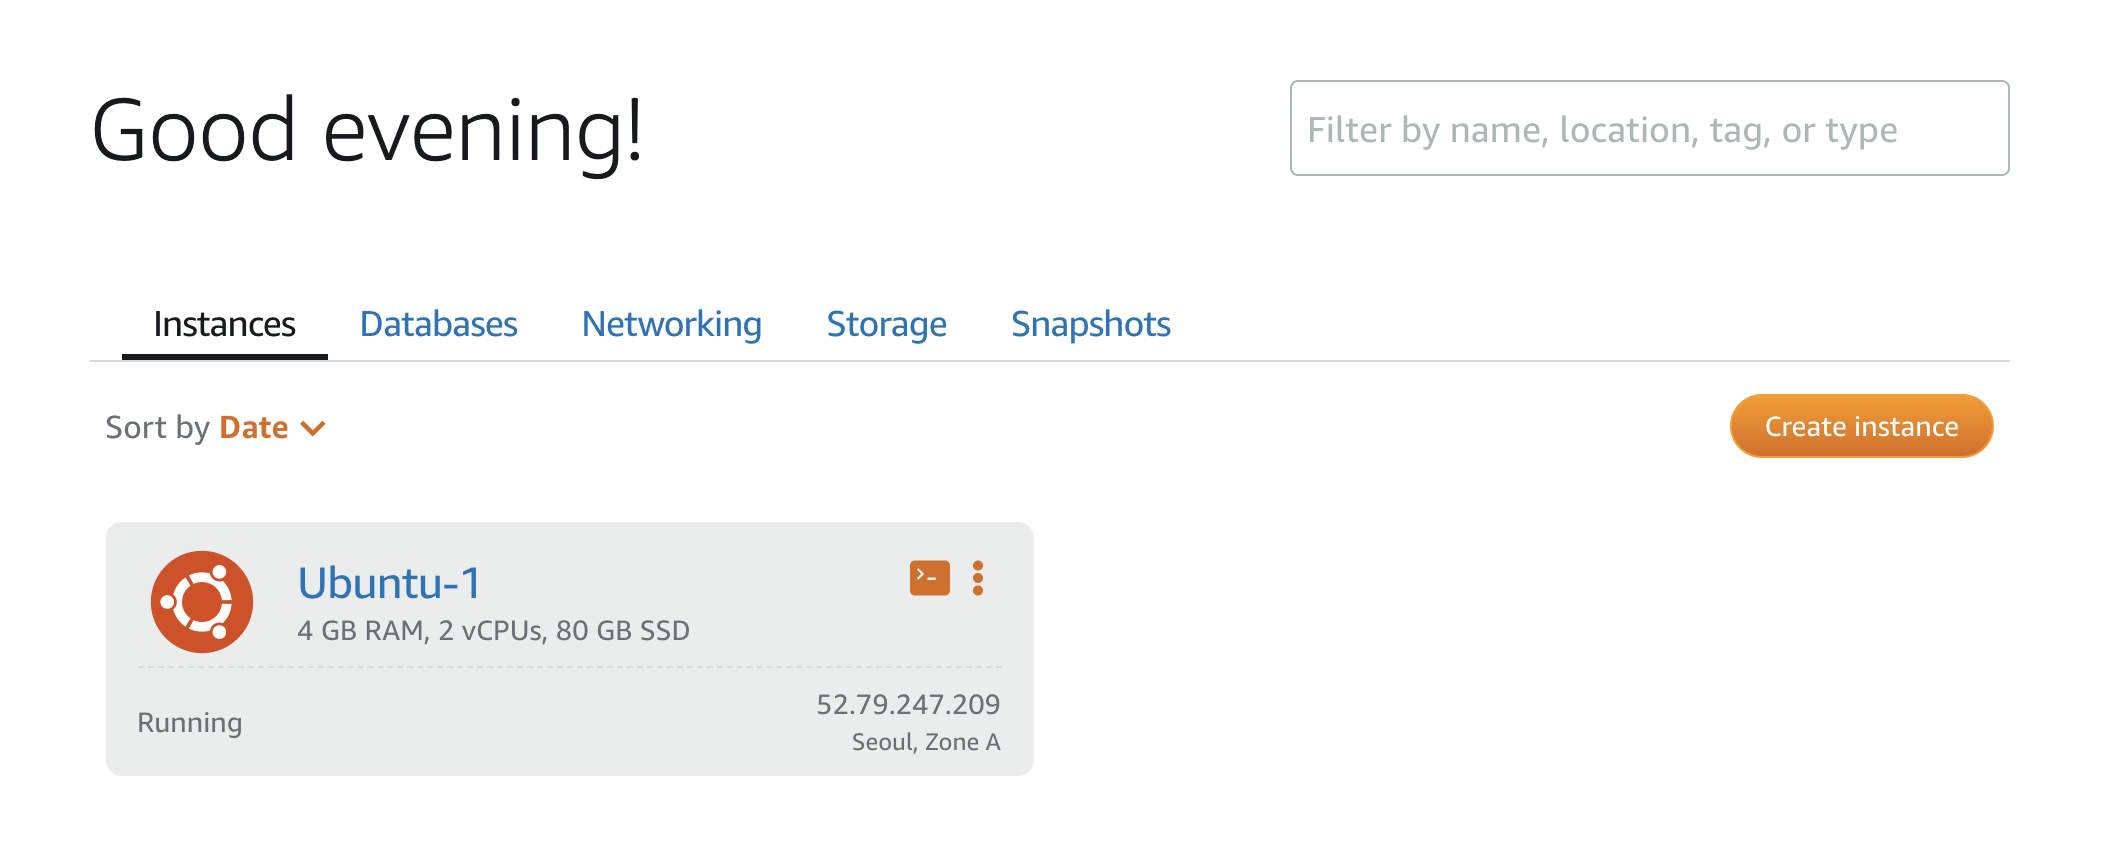 Good evening!
Filter by name, location, tag, or type
Instances Databases Networking Storage Snapshots
Sort by Date
Create instance
Ubuntu-1
4 GB RAM, 2 vCPUs, 80 GB SSD
Running
52.79.247.209
Seoul, Zone A